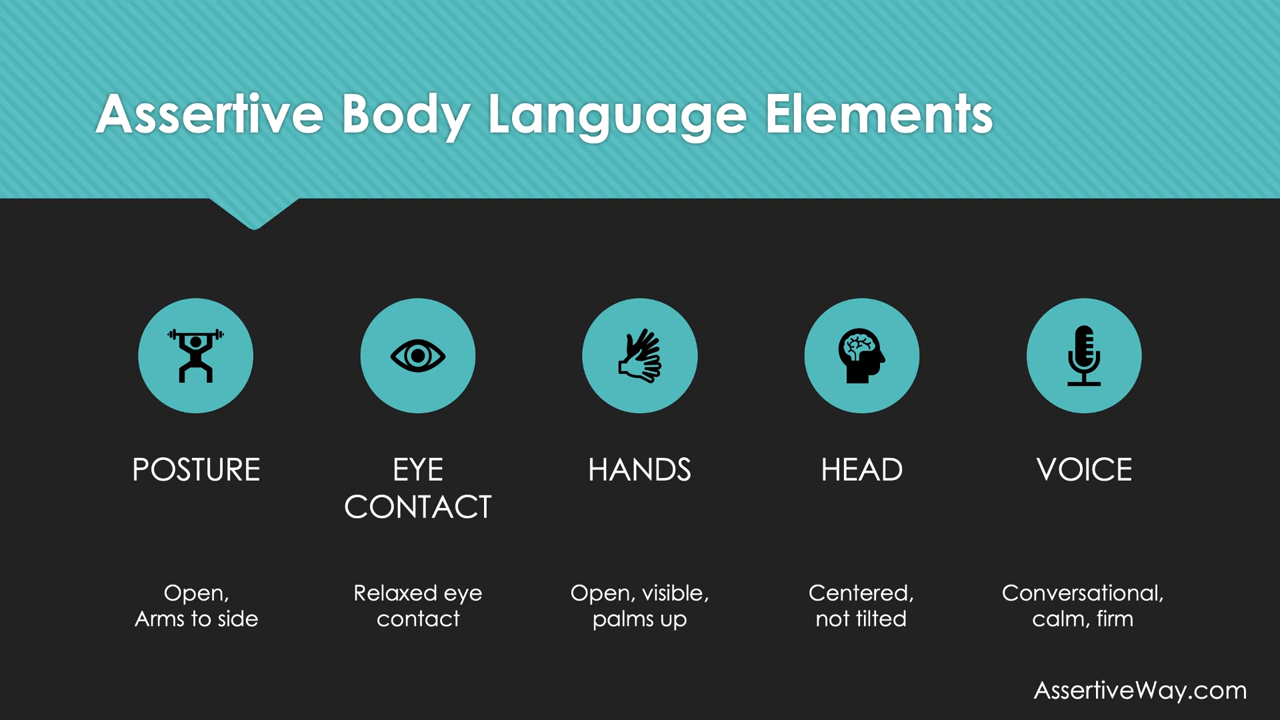 Assertive Body Language Elements
POSTURE
Open,
Arms to side
EYE
CONTACT
Relaxed eye
contact
HANDS
Open, visible,
palms up
HEAD
Centered,
not tilted
VOICE
Conversational,
calm, firm
AssertiveWay.com